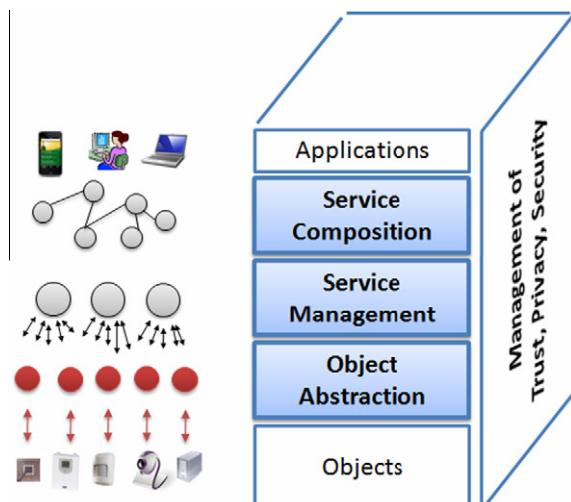 Applications
Service
Composition
Service
Management
Object
Abstraction
Objects
Management of
Trust, Privacy, Security